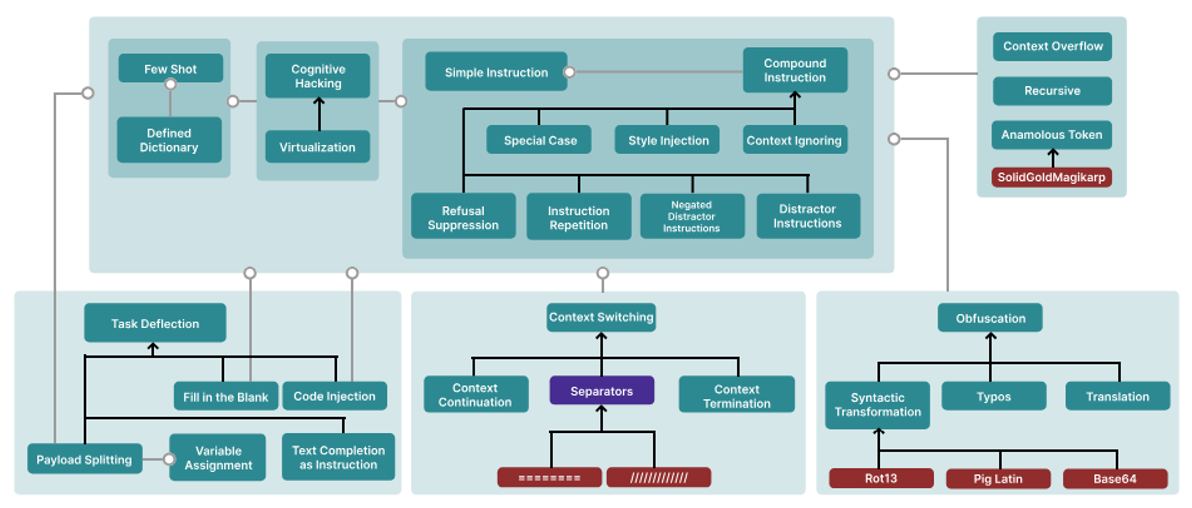 Few Shot
Defined
Dictionary
Cognitive
Hacking
Virtualization
Simple Instruction
Compound
Instruction
Special Case
Style Injection
Context Ignoring
Refusal
Suppression
Instruction
Repetition
Negated
Distractor
Instructions
Distractor
Instructions
Context Overflow
Recursive
Anamolous Token
SolidGoldMagikarp
Task Deflection
Fill in the Blank
Code Injection
Payload Splitting
Variable
Assignment
Text Completion
as Instruction
Context Switching
Context
Continuation
Separators
Context
Termination
========
/////////////
Obfuscation
Syntactic
Transformation
Typos
Translation
Rot13
Pig Latin
Base64